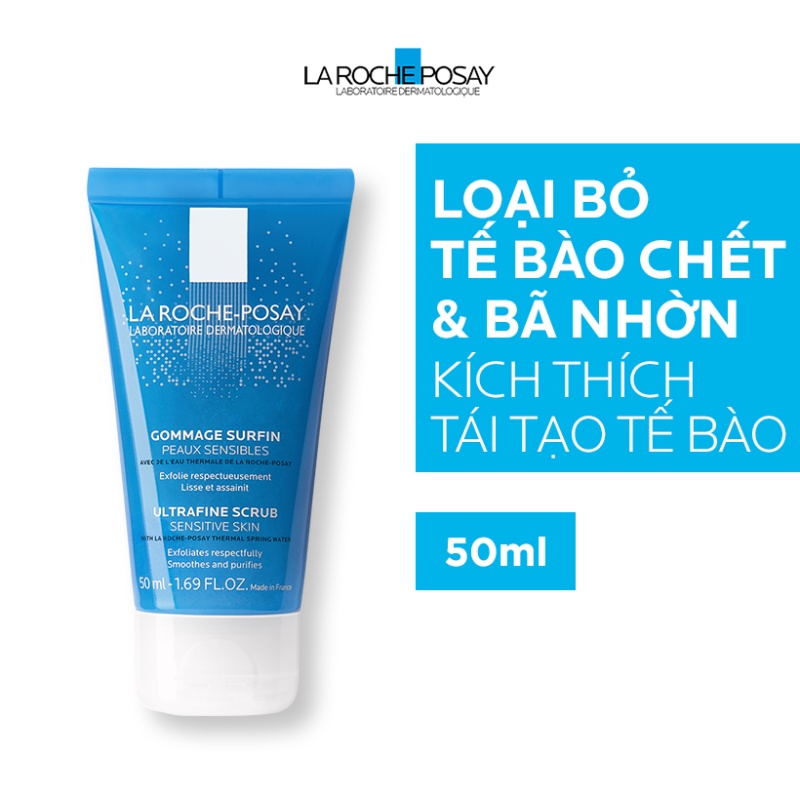 LA ROCHE POSAY
LABORATOIRE DERMATOLOGIQUE
LOẠI BỎ
TẾ BÀO CHẾT
& BÃ NHỜN
KÍCH THÍCH
TÁI TẠO TẾ BÀO
50ml
LA ROCHE-POSAY
LABORATOIRE DERMATOLOGIQUE
GOMMAGE SURFIN
PEAUX SENSIBLES
AVEC DE L'EAU THERMALE DE LA ROCHE-POSAY
Exfolie respectueusement
Lisse et assainit
ULTRAFINE SCRUB
SENSITIVE SKIN
WITH LA ROCHE-POSAY THERMAL SPRING WATER
Exfoliates respectfully
Smoothes and purifies
50 ml - 1.69 FL.OZ. Made in France